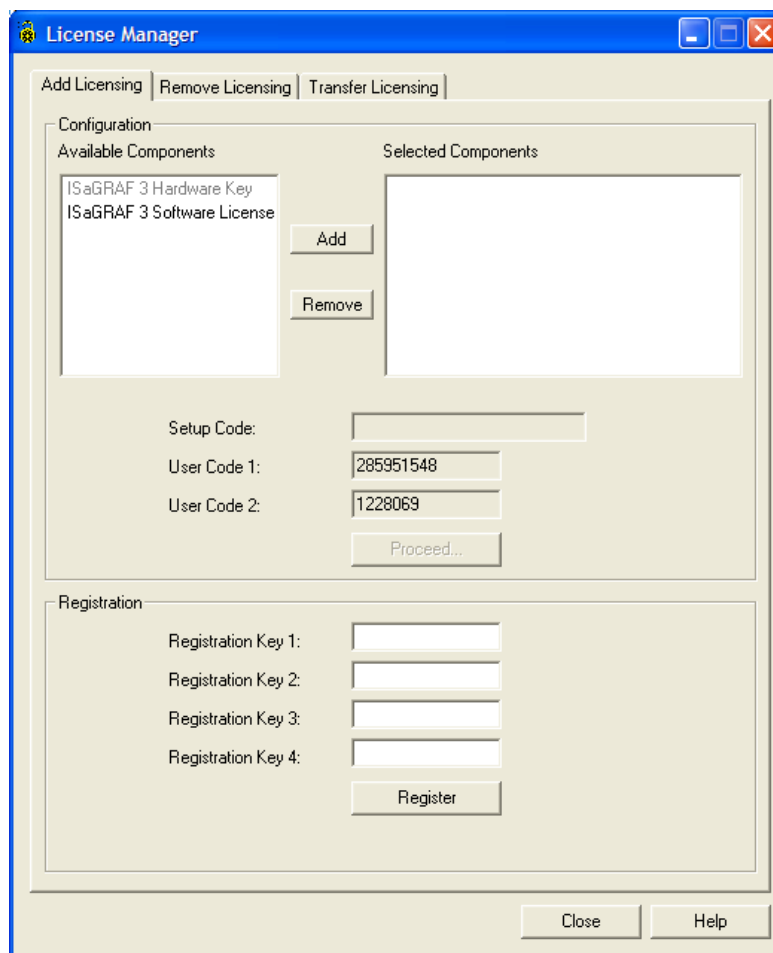 License Manager
Add Licensing Remove Licensing Transfer Licensing
Configuration
Available Components Selected Components
ISaGRAF 3 Hardware Key
ISaGRAF 3 Software License
Add
Remove
Setup Code:
User Code 1: 285951548
User Code 2: 1228069
Proceed...
Registration
Registration Key 1:
Registration Key 2:
Registration Key 3:
Registration Key 4:
Register
Close Help